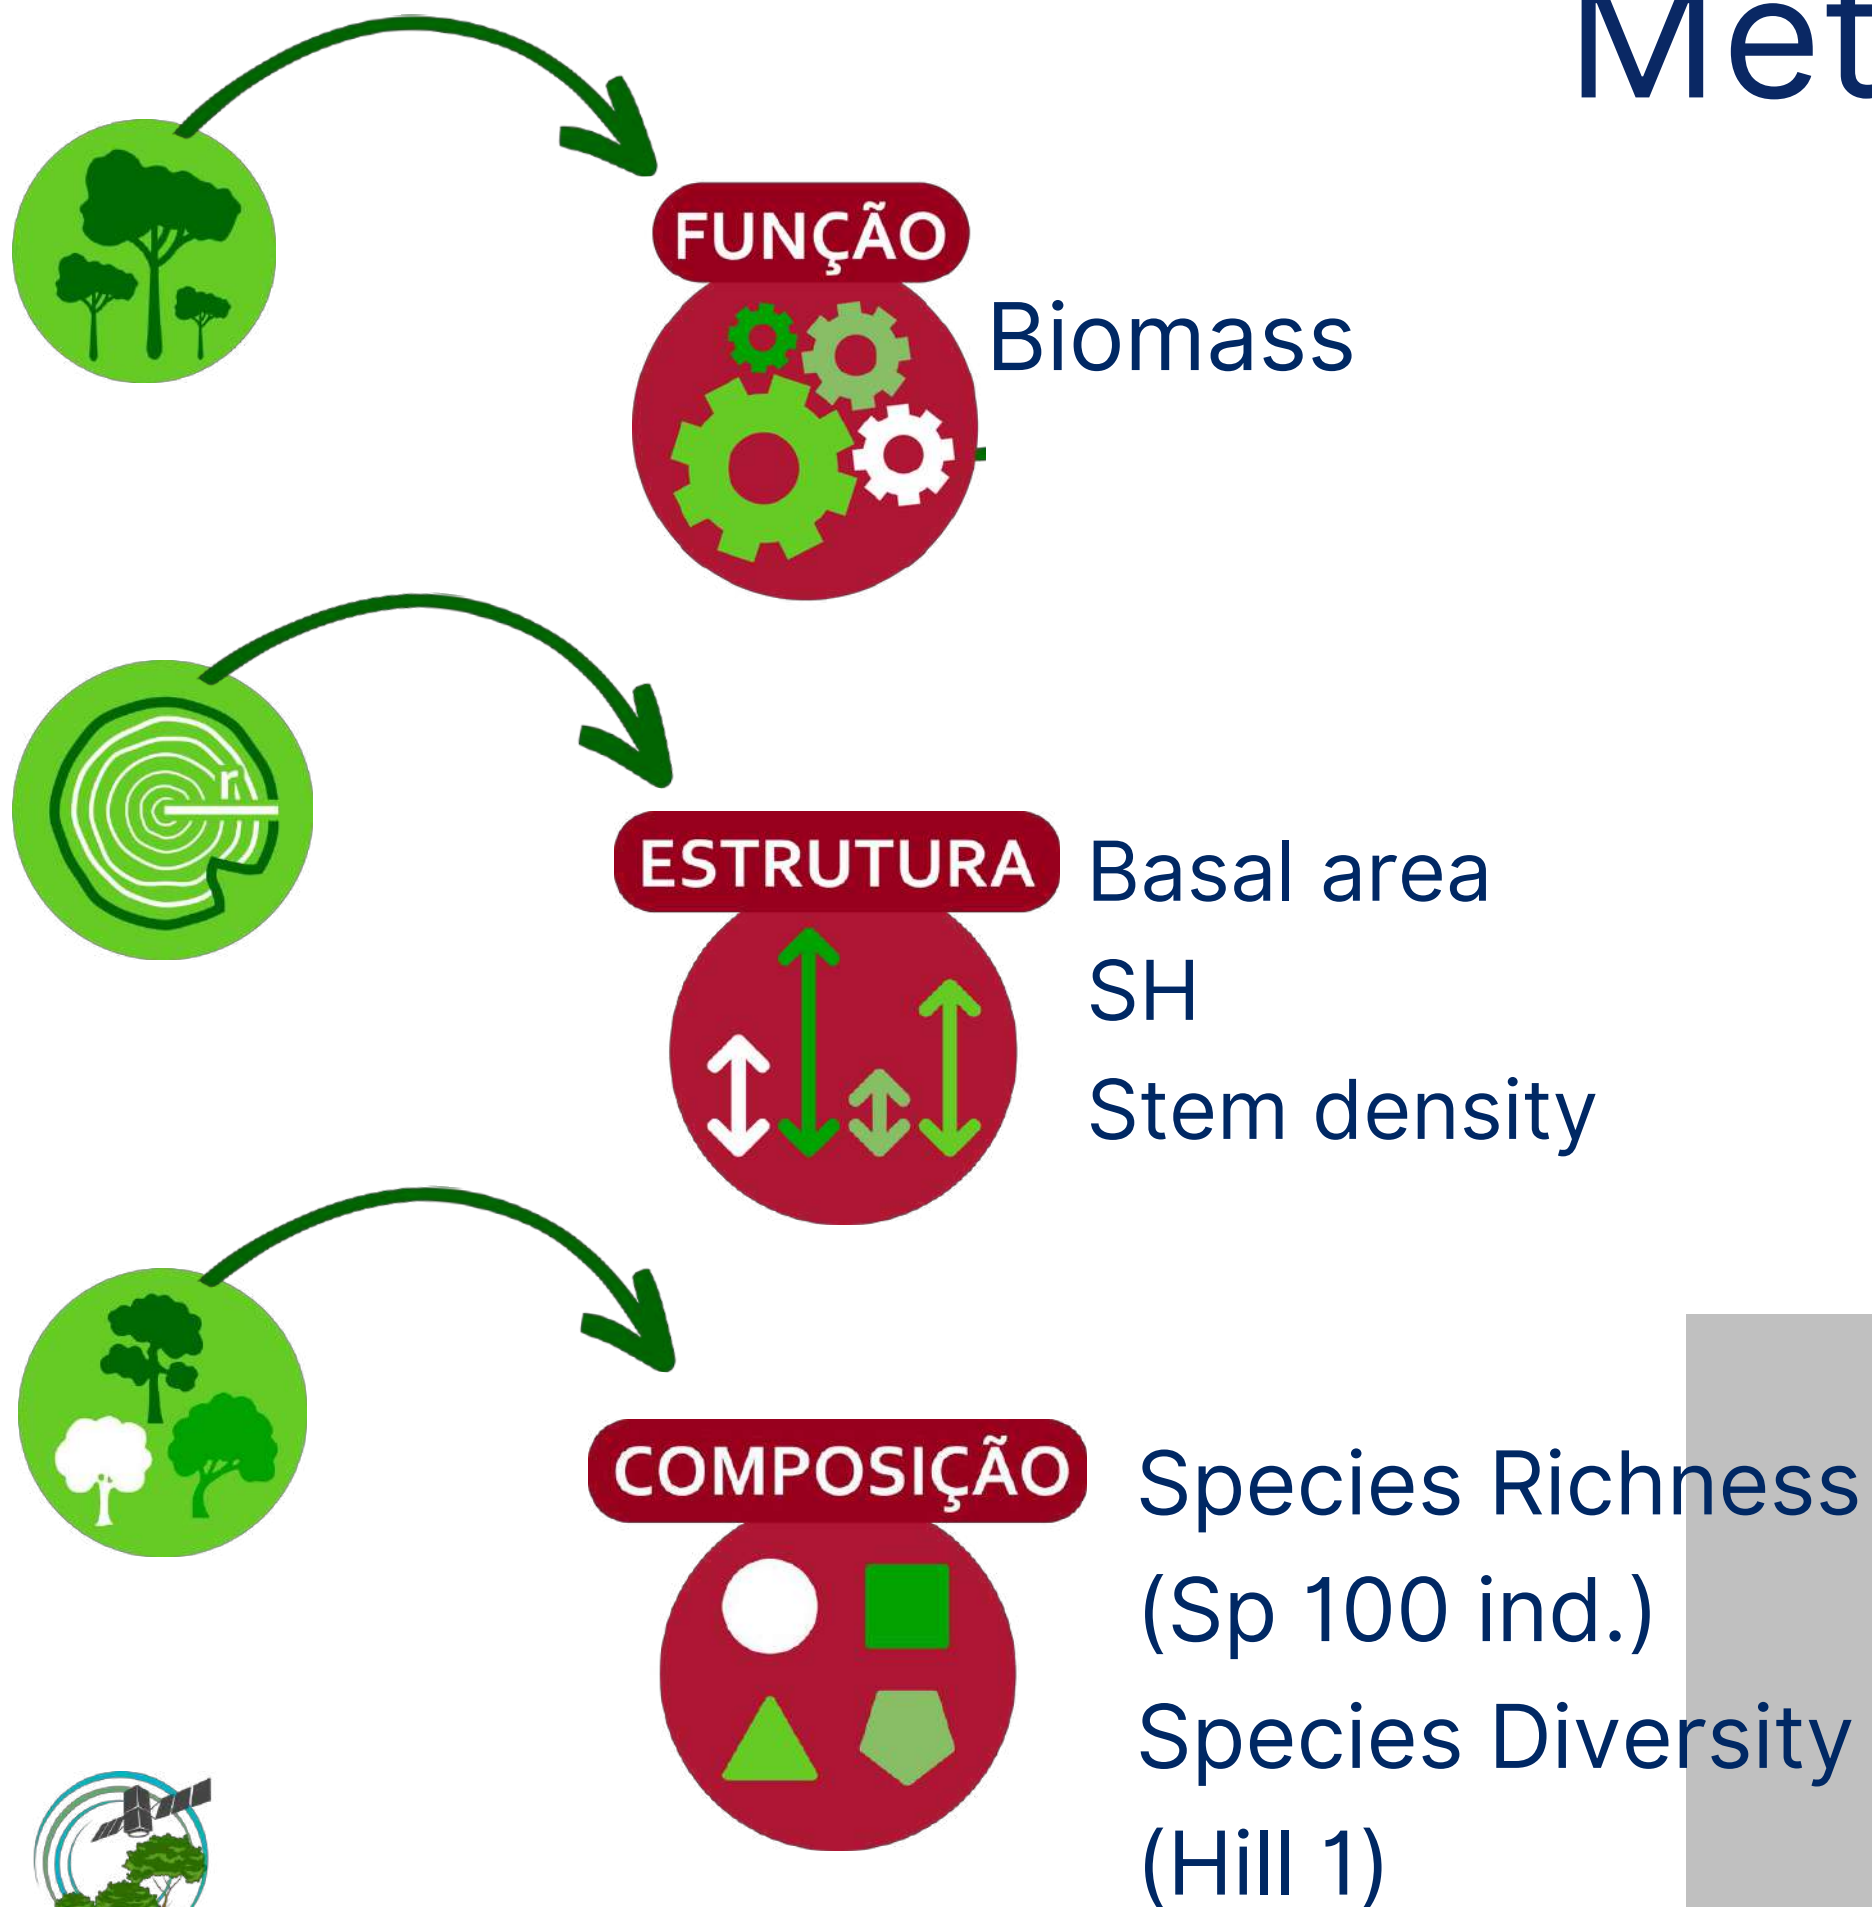 Met
FUNÇÃO
Biomass
r
ESTRUTURA
Basal area
SH
Stem density
COMPOSIÇÃO
Species Richness
(Sp 100 ind.)
Species Diversity
(Hill 1)